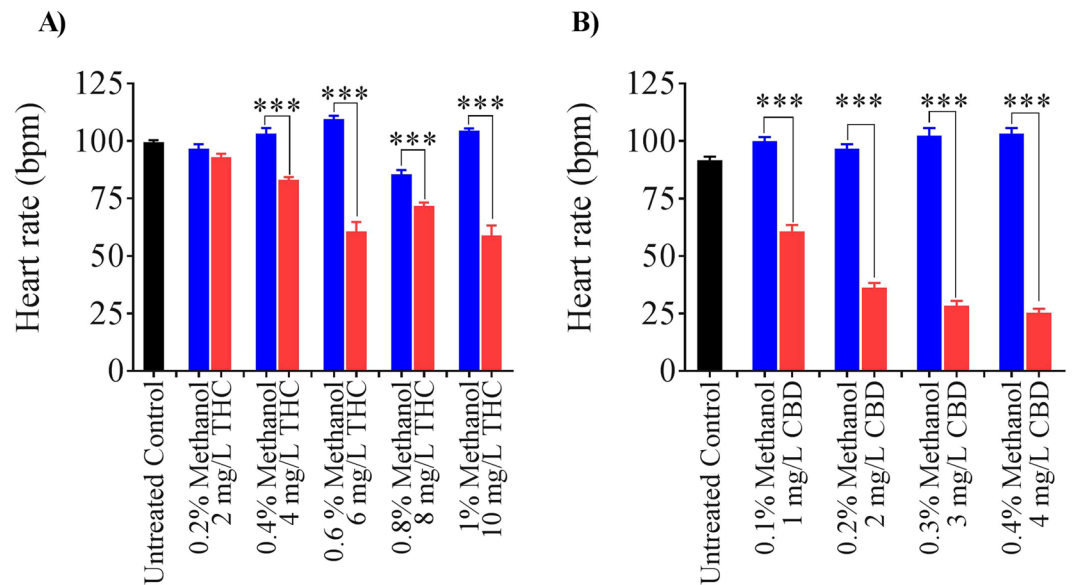 A)
Heart rate (bpm)
125
100
75
50
25
0
***
***
***
***
Untreated Control
0.2% Methanol
2 mg/L THC
0.4% Methanol
4 mg/L THC
0.6 % Methanol
6 mg/L THC
0.8% Methanol
8 mg/L THC
1% Methanol
10 mg/L THC
B)
Heart rate (bpm)
125
100
75
50
25
0
***
***
***
***
Untreated Control
0.1% Methanol
1 mg/L CBD
0.2% Methanol
2 mg/L CBD
0.3% Methanol
3 mg/L CBD
0.4% Methanol
4 mg/L CBD